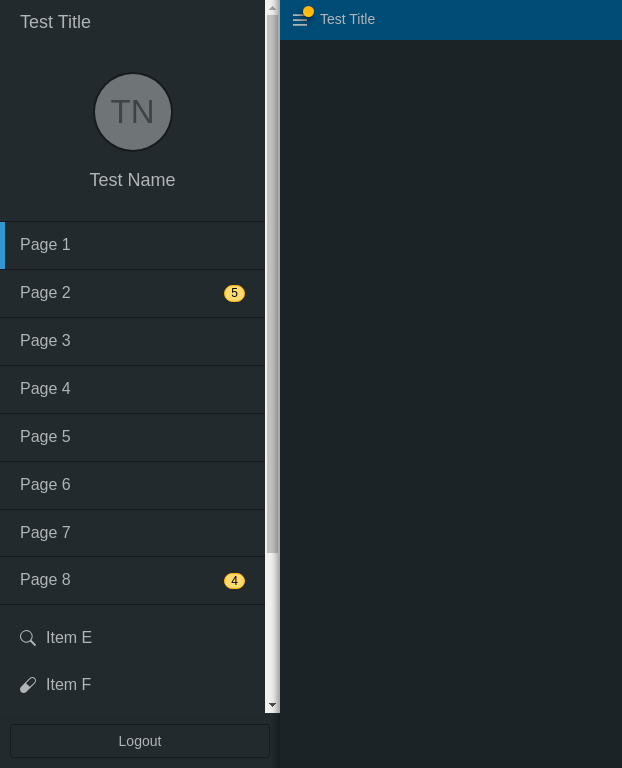 Test Title
Test Title
TN
Test Name
Page 1
Page 2 5
Page 3
Page 4
Page 5
Page 6
Page 7
Page 8 4
Item E
Item F
Logout